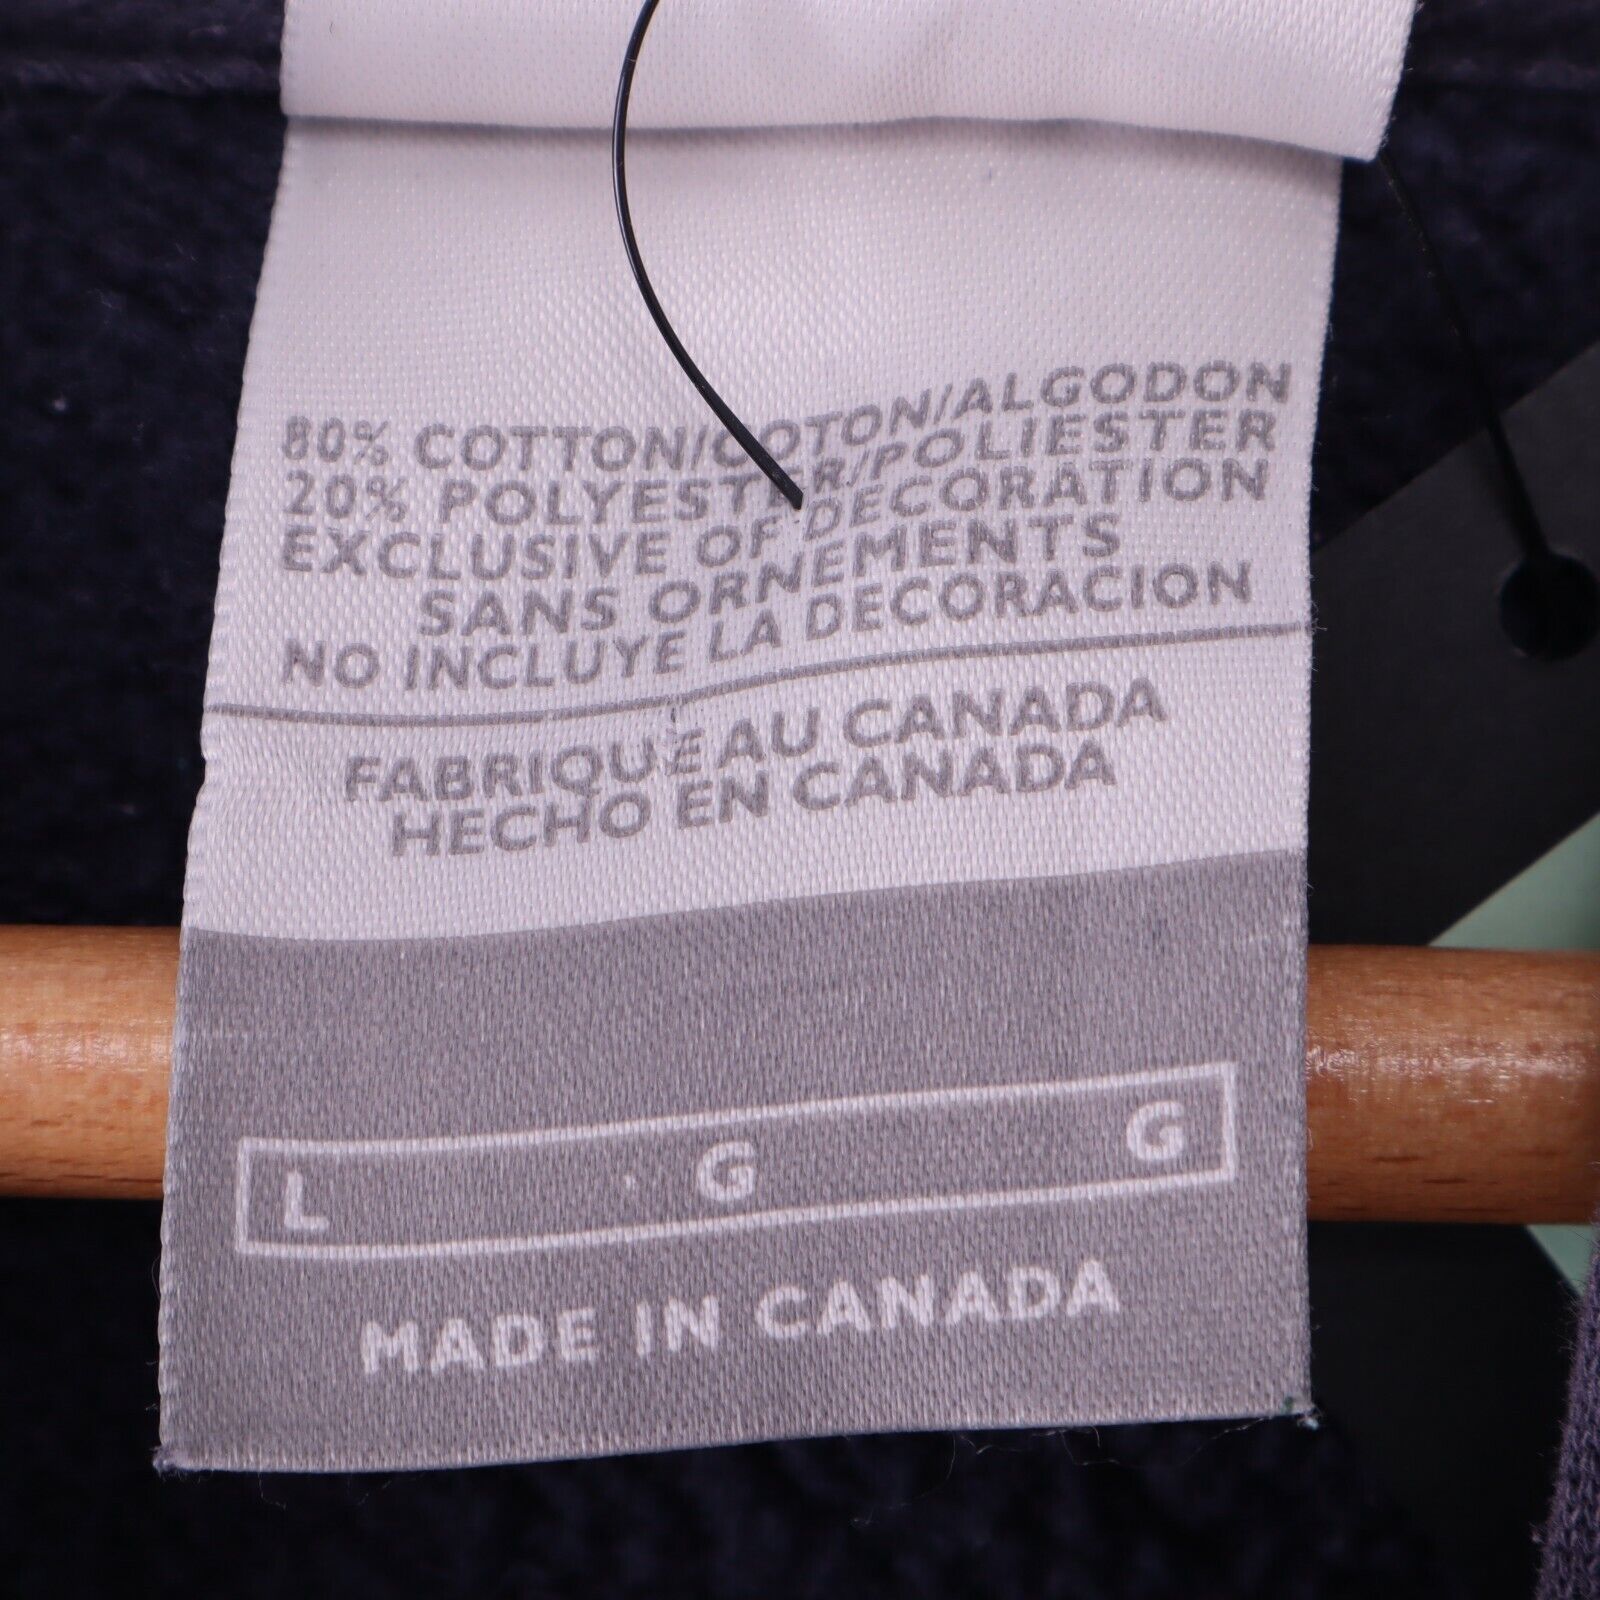 80% COTTON/COTON/ALGODON
20% POLYESTER/POLIESTER
EXCLUSIVE OF DECORATION
SANS ORNEMENTS
NO INCLUYE LA DECORACION
FABRIQUE AU CANADA
HECHO EN CANADA
L G G
MADE IN CANADA